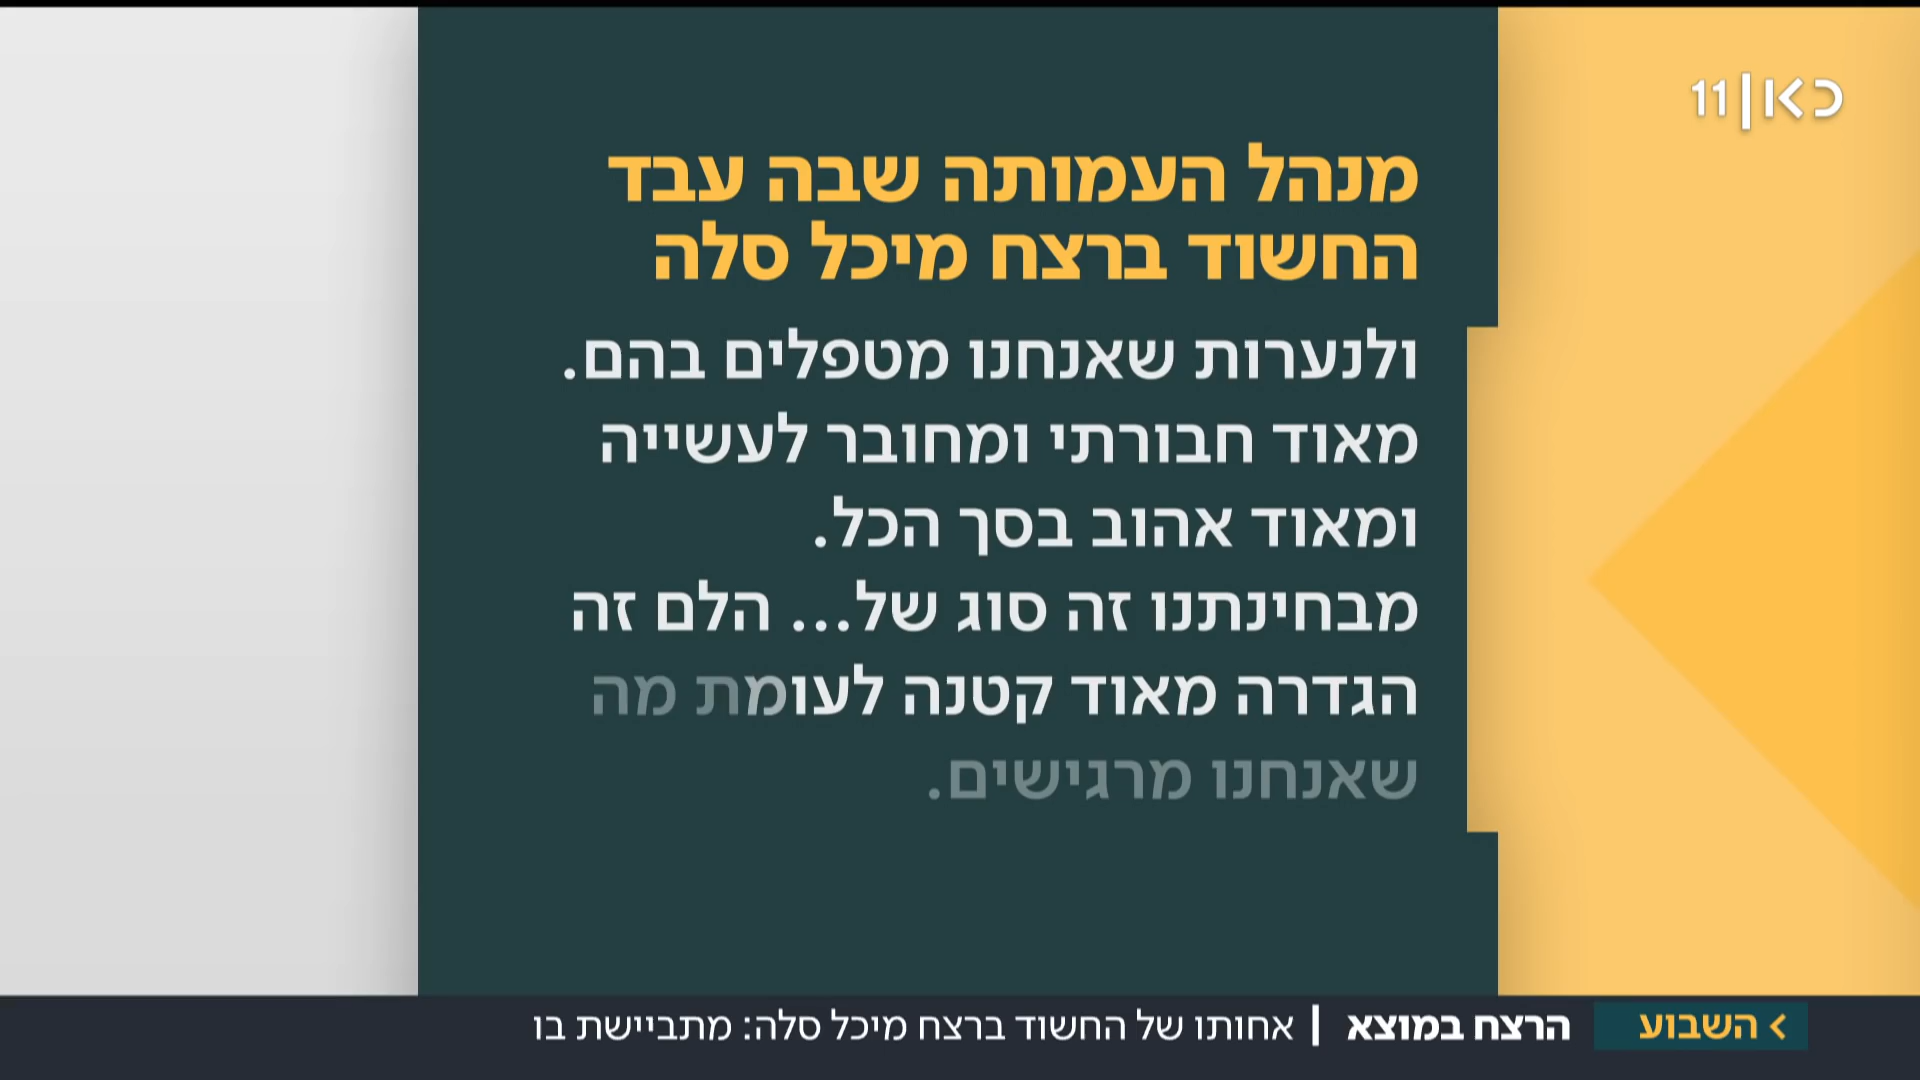 כאן 11
מנהל העמותה שבה עבד
החשוד ברצח מיכל סלה
ולנערות שאנחנו מטפלים בהם.
מאוד חבורתי ומחובר לעשייה
ומאוד אהוב בסך הכל.
מבחינתנו זה סוג של... הלם זה
הגדרה מאוד קטנה לעומת מה
שאנחנו מרגישים.
השבוע הרצח במוצא | אחותו של החשוד ברצח מיכל סלה: מתביישת בו